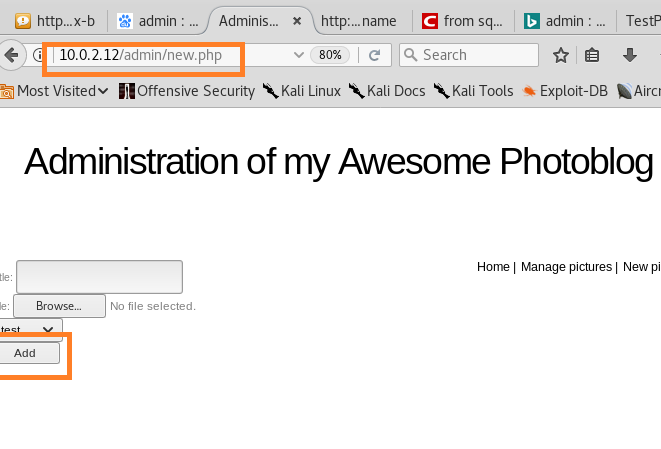 http...x-b admin : ... Adminis... × http:...name from sq... admin : ... TestP
10.0.2.12/admin/new.php 80% Search
Most Visited Offensive Security Kali Linux Kali Docs Kali Tools Exploit-DB Aircr
Administration of my Awesome Photoblog
Home | Manage pictures | New pi
tle:
le: Browse... No file selected.
test
Add